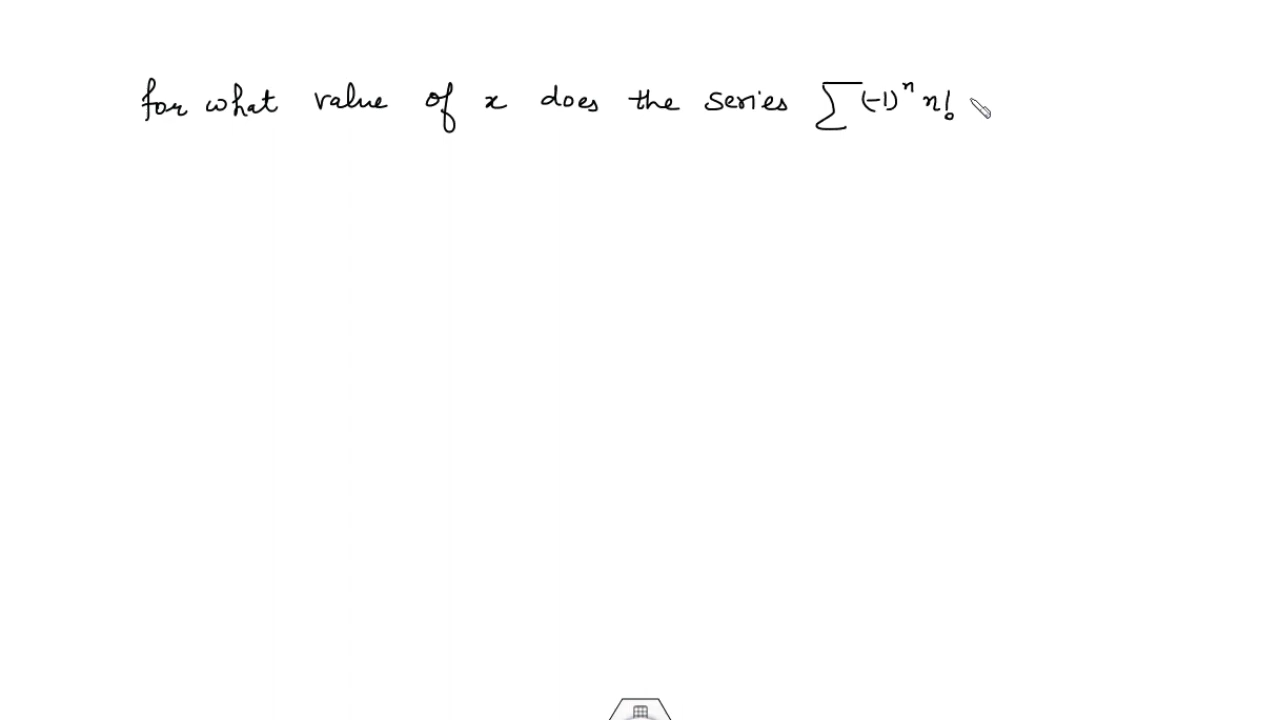 for what value of x does the series ∑(-1)ⁿ n!